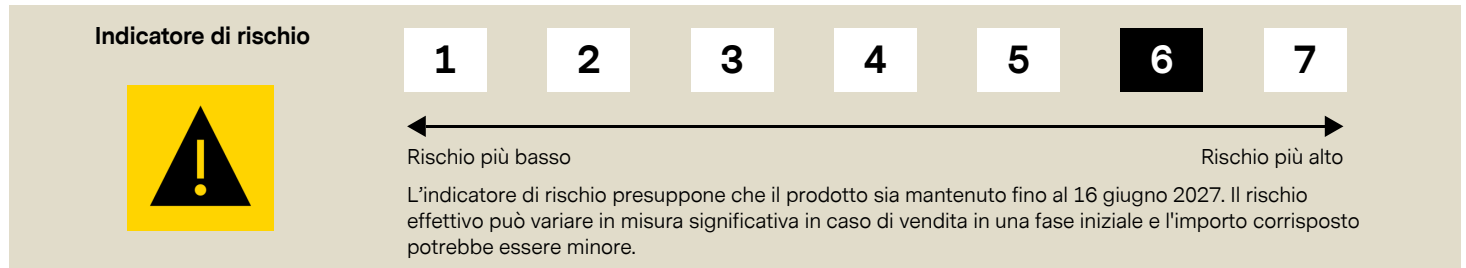 Indicatore di rischio
1 2 3 4 5 6 7
Rischio più basso
Rischio più alto
L’indicatore di rischio presuppone che il prodotto sia mantenuto fino al 16 giugno 2027. Il rischio
effettivo può variare in misura significativa in caso di vendita in una fase iniziale e l'importo corrisposto
potrebbe essere minore.